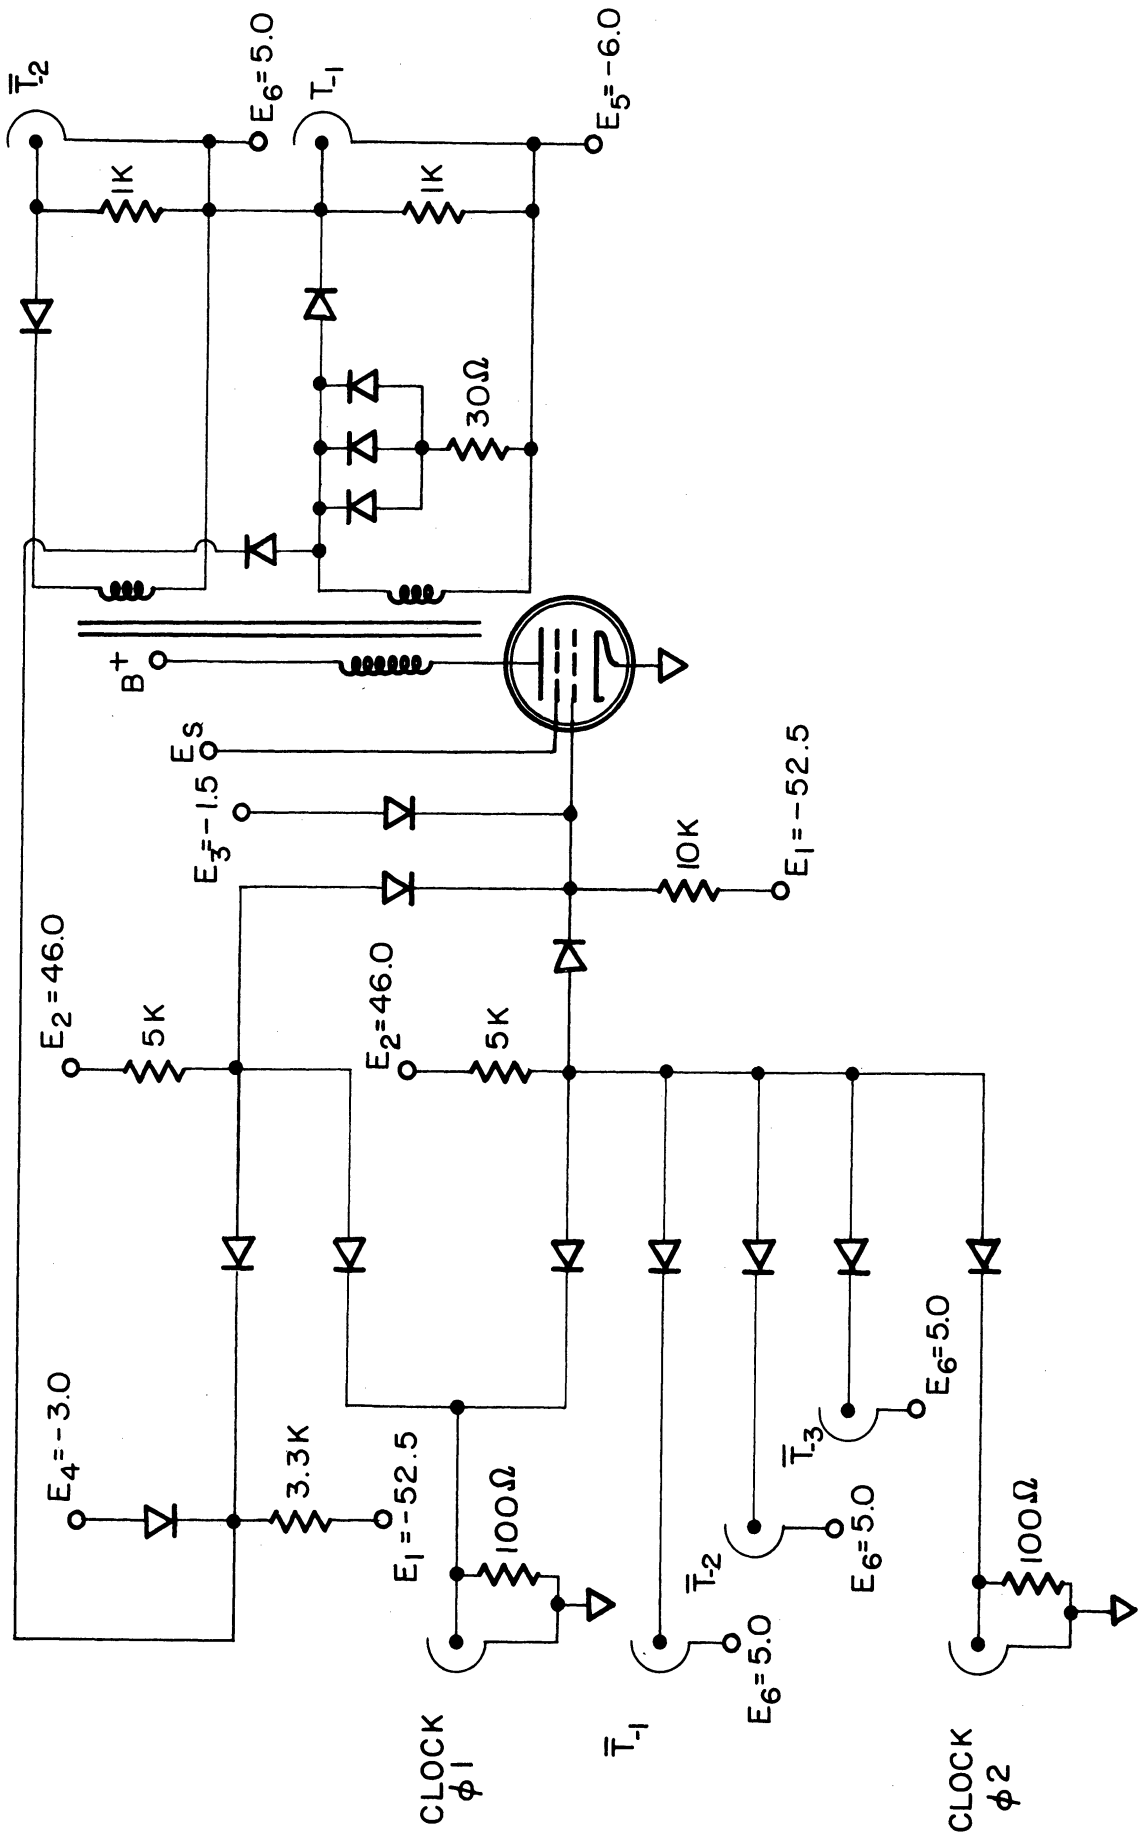 T̿-2
E6=5.0
1K
T-1
1K
E5=-6.0
30Ω
B+
ES
E3=-1.5
10K
E1=-52.5
E2=46.0
5K
E2=46.0
5K
E4=-3.0
3.3K
E1=-52.5
100Ω
CLOCK
φ1
T̿-1
E6=5.0
T̿-2
E6=5.0
T̿-3
E6=5.0
100Ω
CLOCK
φ2